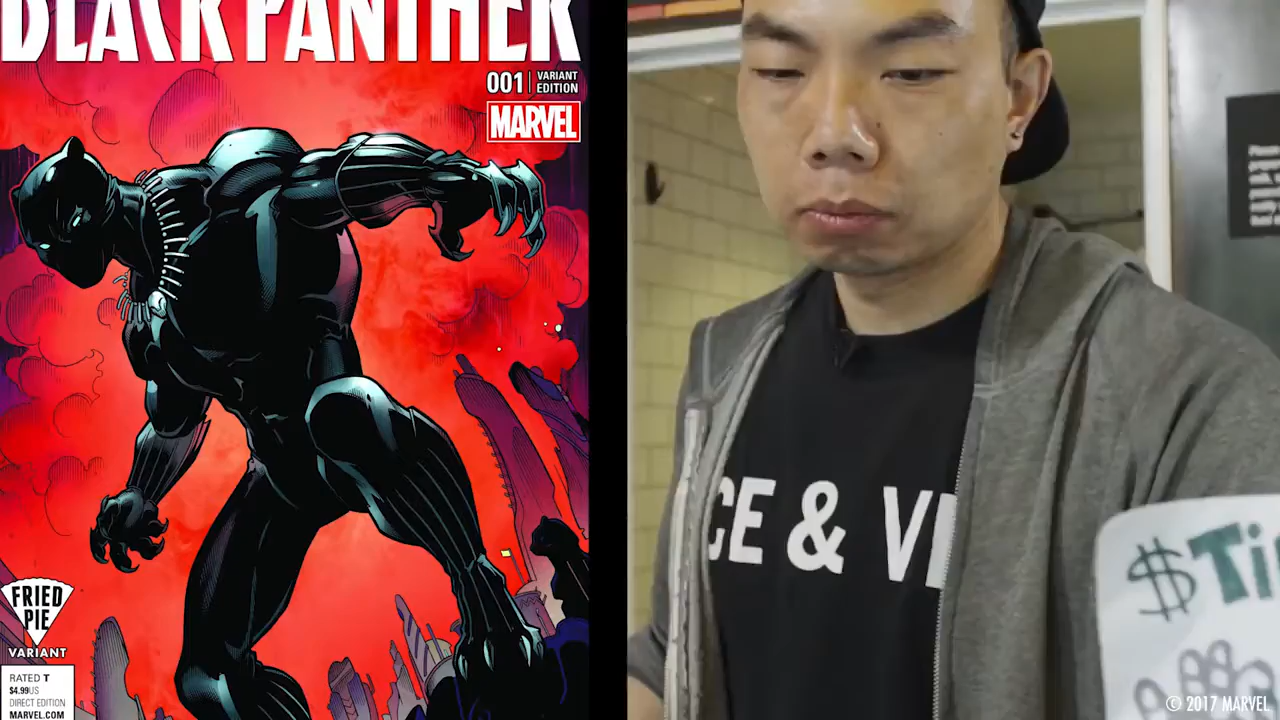 BLACK PANTHER
001 VARIANT
EDITION
MARVEL
FRIED
PIE
VARIANT
RATED T
$4.99US
DIRECT EDITION
MARVEL.COM
CE & V
$Ti
© 2017 MARVEL